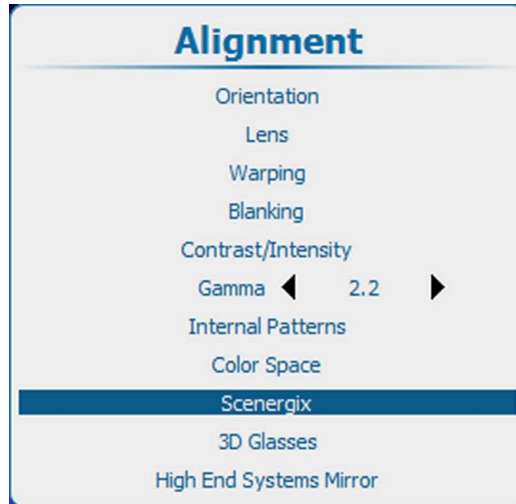 Alignment
Orientation
Lens
Warping
Blanking
Contrast/Intensity
Gamma 2.2
Internal Patterns
Color Space
Scenergix
3D Glasses
High End Systems Mirror